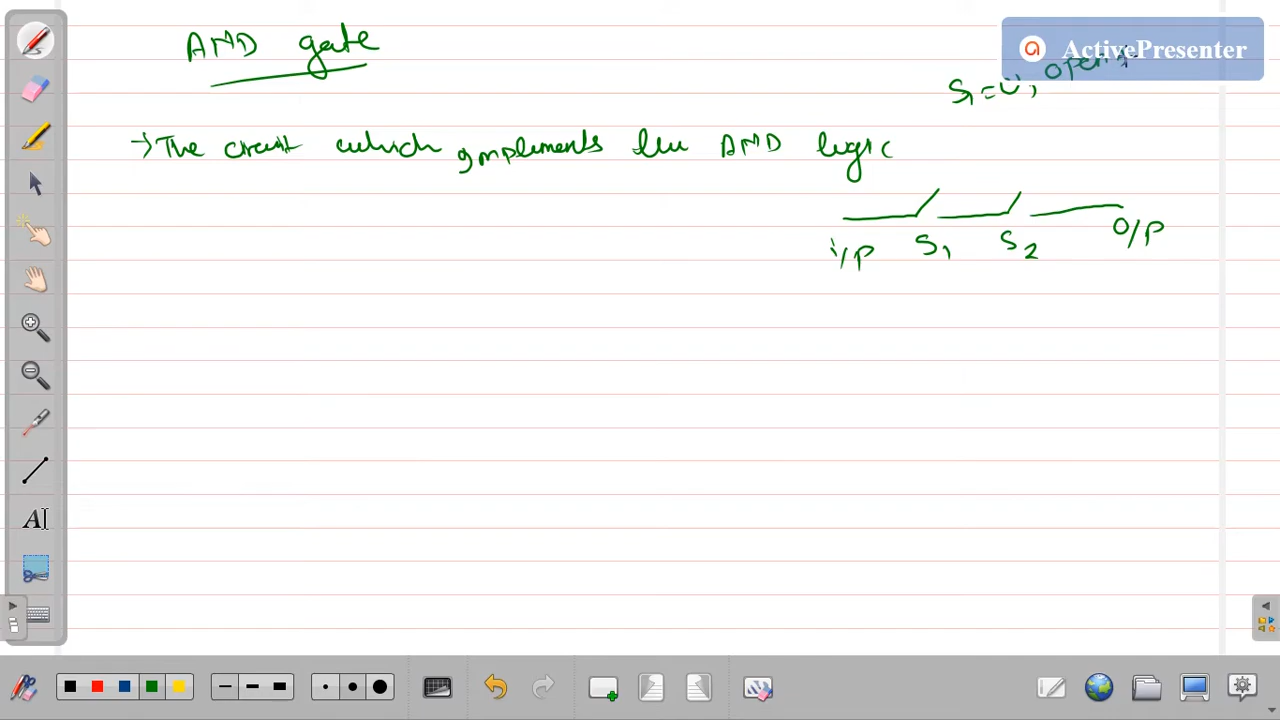 AND gate
ActivePresenter
S1 = 0, open
→ The circuit which implements the AND logic
i/p S1 S2 O/P
A